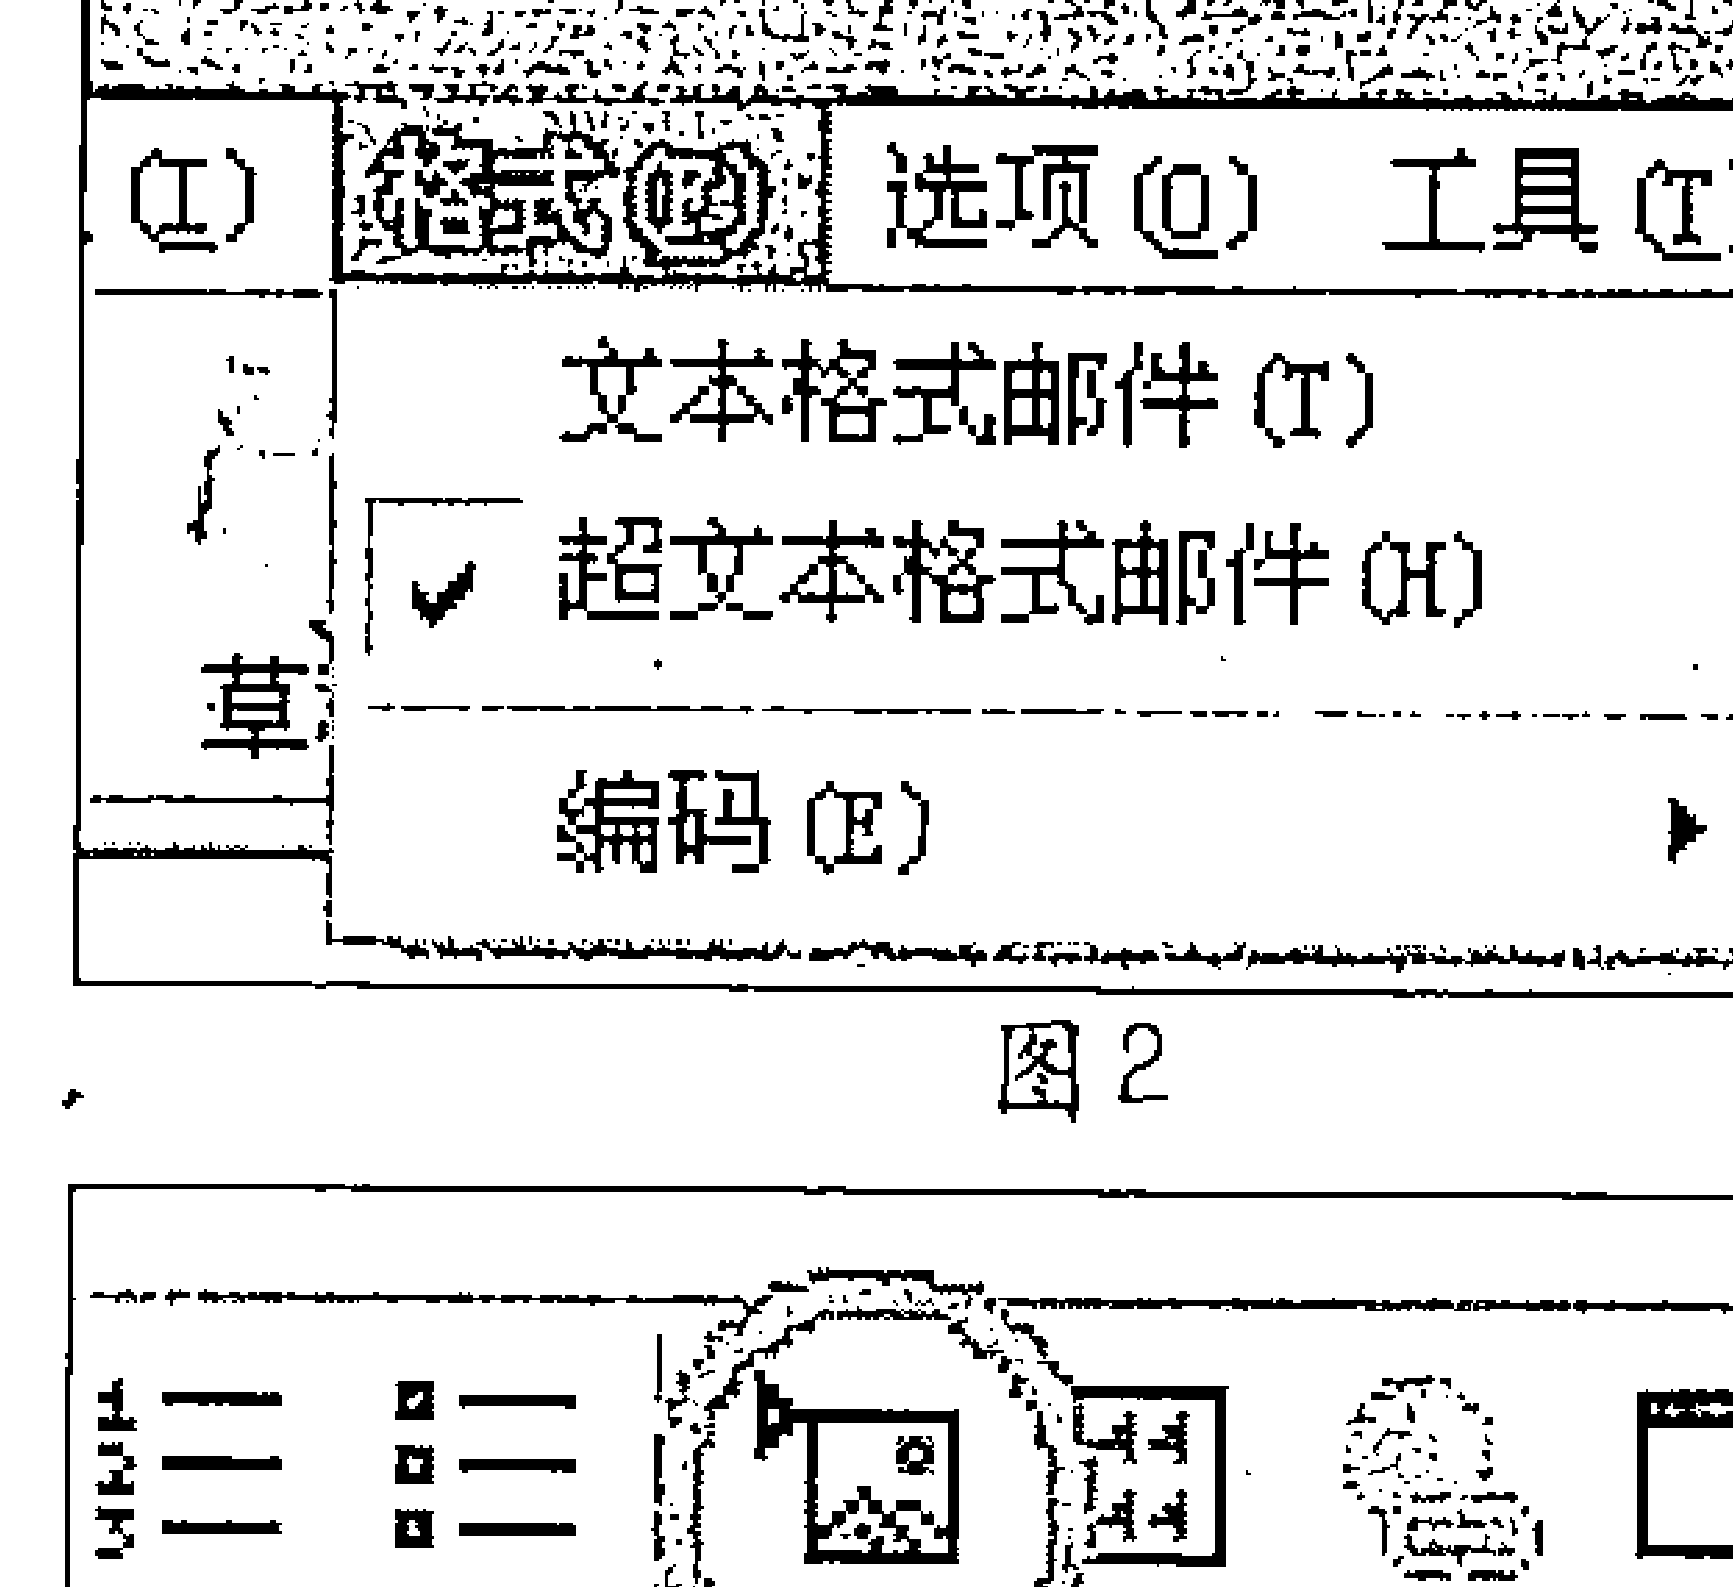 (I) 格式(R) 选项(O) 工具(T
文本格式邮件(T)
超文本格式邮件(H)
草
编码(E)
图 2